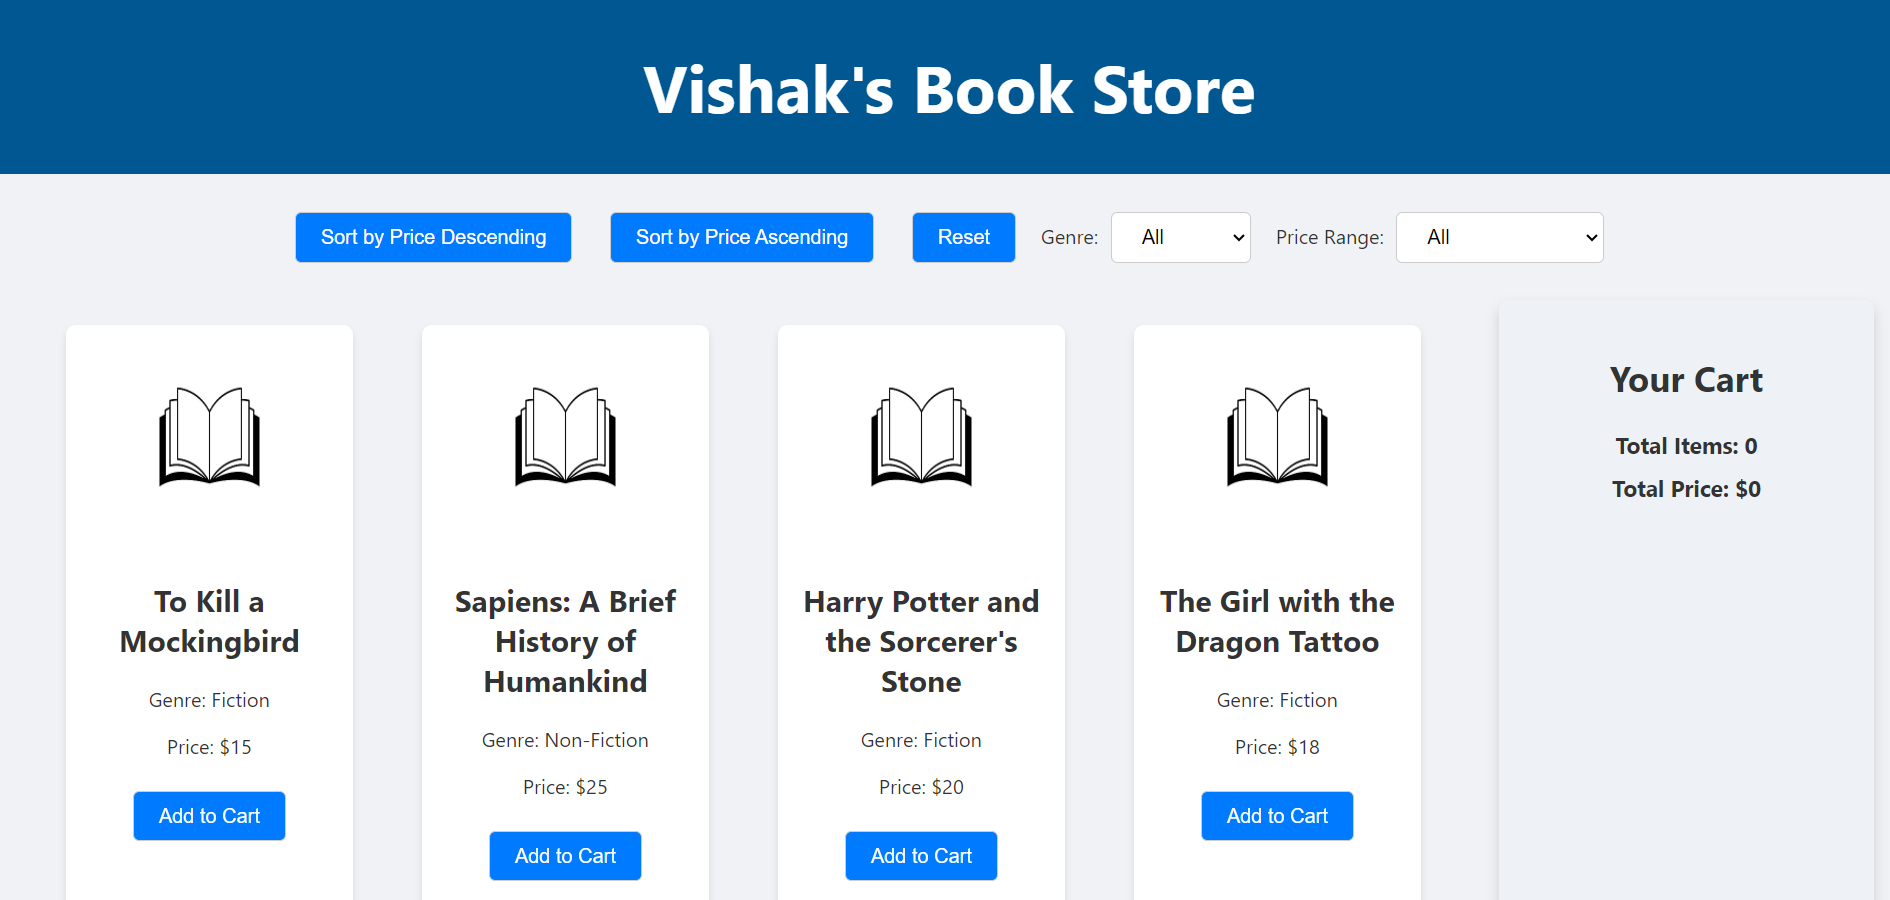 Vishak's Book Store
Sort by Price Descending
Sort by Price Ascending
Reset
Genre:
All
Price Range:
All
To Kill a
Mockingbird
Genre: Fiction
Price: $15
Add to Cart
Sapiens: A Brief
History of
Humankind
Genre: Non-Fiction
Price: $25
Add to Cart
Harry Potter and
the Sorcerer's
Stone
Genre: Fiction
Price: $20
Add to Cart
The Girl with the
Dragon Tattoo
Genre: Fiction
Price: $18
Add to Cart
Your Cart
Total Items: 0
Total Price: $0